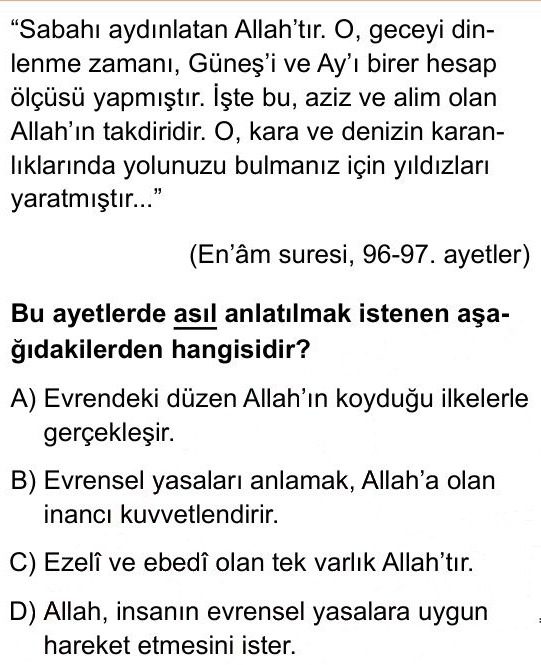 “Sabahı aydınlatan Allah’tır. O, geceyi din-
lenme zamanı, Güneş’i ve Ay’ı birer hesap
ölçüsü yapmıştır. İşte bu, aziz ve alim olan
Allah’ın takdiridir. O, kara ve denizin karan-
lıklarında yolunuzu bulmanız için yıldızları
yaratmıştır...”
(En’âm suresi, 96-97. ayetler)
Bu ayetlerde asıl anlatılmak istenen aşa-
ğıdakilerden hangisidir?
A) Evrendeki düzen Allah’ın koyduğu ilkelerle
gerçekleşir.
B) Evrensel yasaları anlamak, Allah’a olan
inancı kuvvetlendirir.
C) Ezelî ve ebedî olan tek varlık Allah’tır.
D) Allah, insanın evrensel yasalara uygun
hareket etmesini ister.